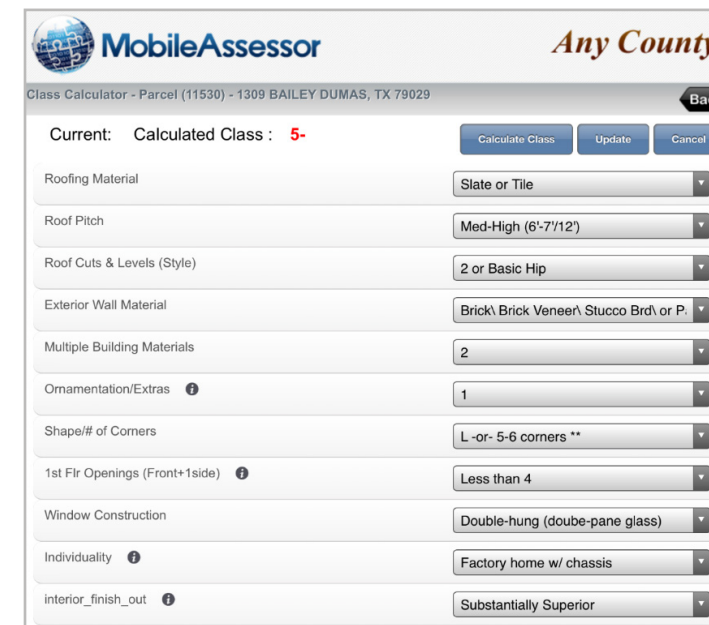 MobileAssessor
Any County
Class Calculator - Parcel (11530) - 1309 BAILEY DUMAS, TX 79029
Current: Calculated Class : 5-
Calculate Class Update Cancel
Roofing Material Slate or Tile
Roof Pitch Med-High (6'-7'/12')
Roof Cuts & Levels (Style) 2 or Basic Hip
Exterior Wall Material Brick\ Brick Veneer\ Stucco Brd\ or
Multiple Building Materials 2
Ornamentation/Extras 1
Shape/# of Corners L -or- 5-6 corners **
1st Flr Openings (Front+1side) Less than 4
Window Construction Double-hung (doube-pane glass)
Individuality Factory home w/ chassis
interior_finish_out Substantially Superior